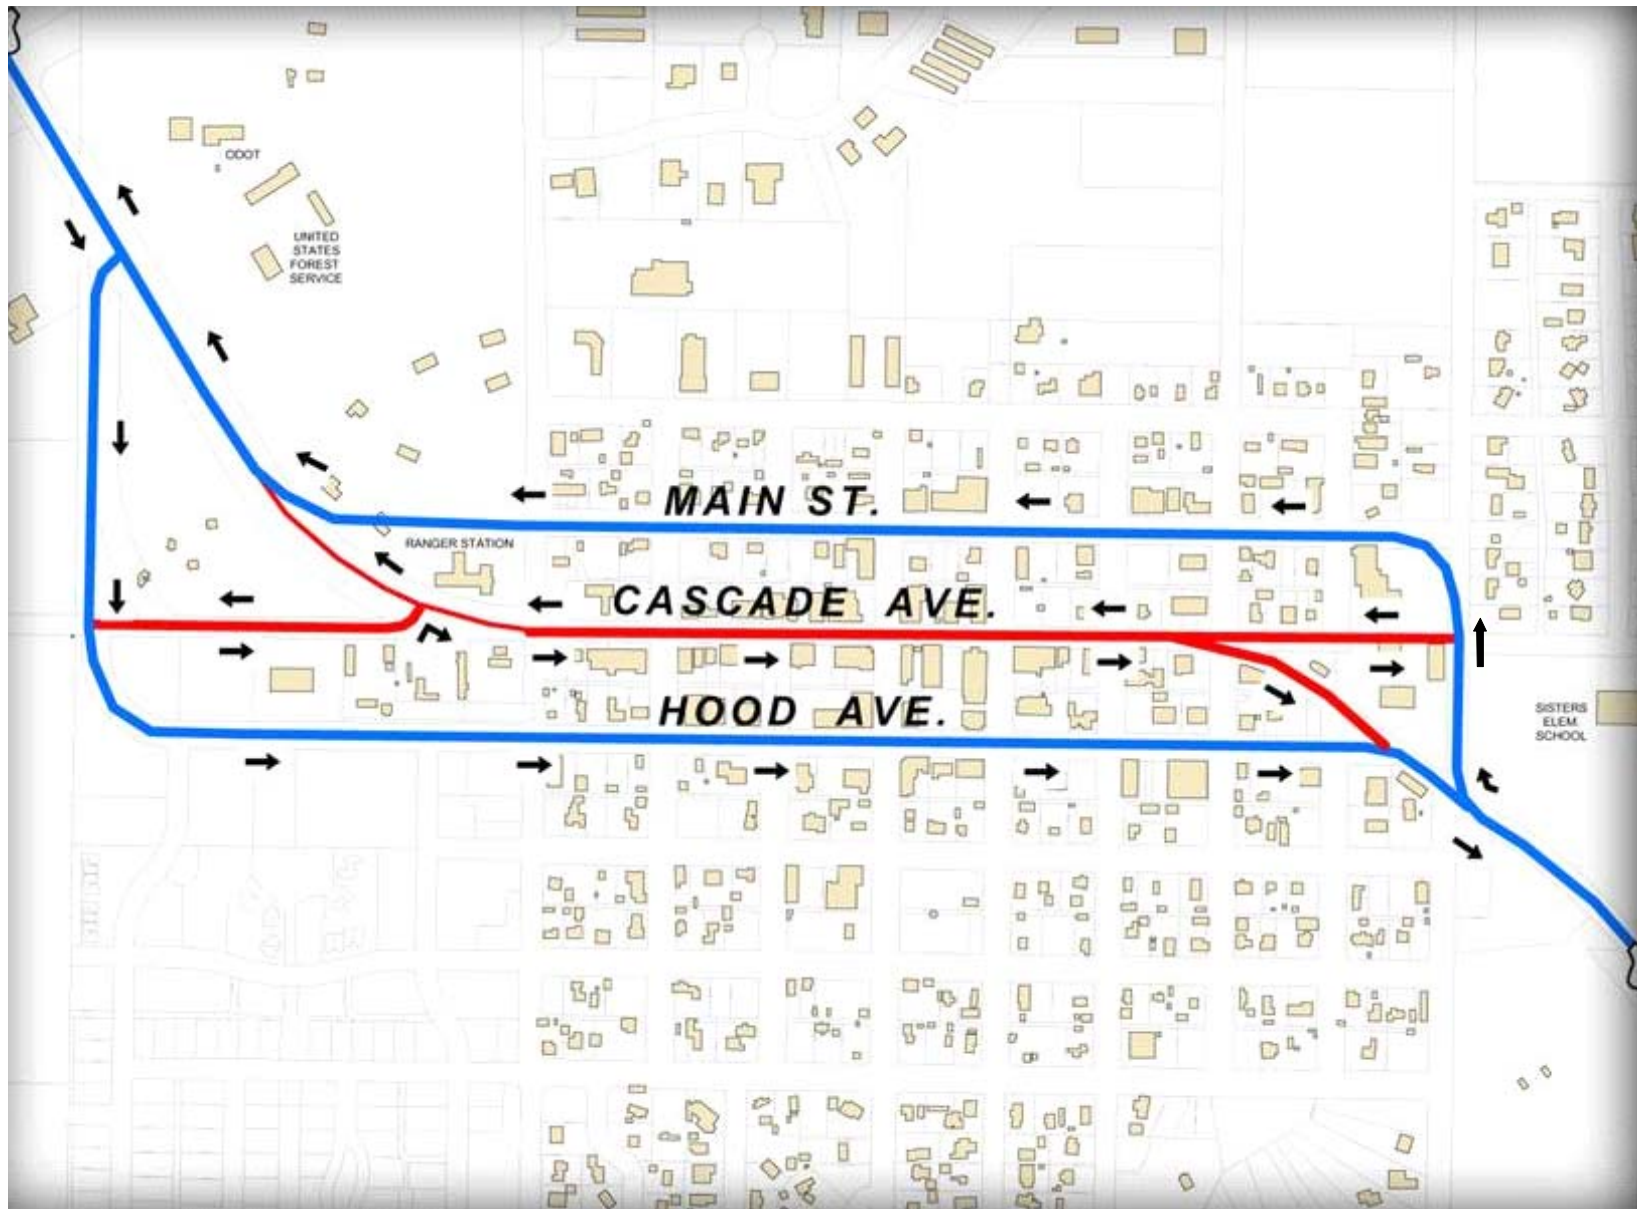 ODOT
UNITED
STATES
FOREST
SERVICE
MAIN ST.
RANGER STATION
CASCADE AVE.
HOOD AVE.
SISTERS
ELEM.
SCHOOL